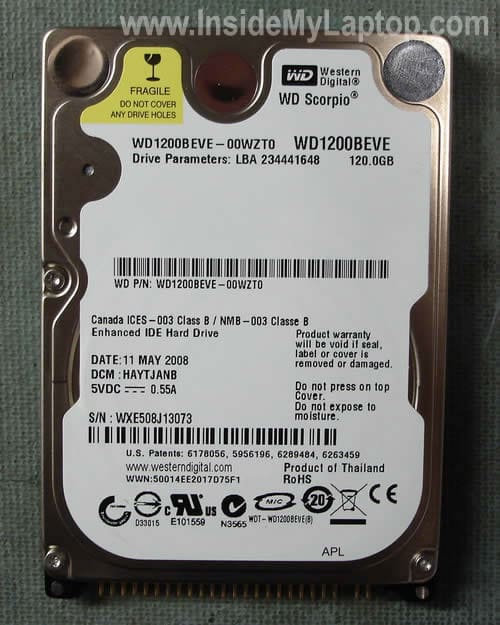 www.InsideMyLaptop.com
FRAGILE
DO NOT COVER
ANY DRIVE HOLES
WD Western Digital®
WD Scorpio®
WD1200BEVE-00WZT0 WD1200BEVE
Drive Parameters: LBA 234441648 120.0GB
WD P/N: WD1200BEVE-00WZT0
Canada ICES-003 Class B / NMB-003 Classe B
Enhanced IDE Hard Drive
Product warranty
will be void if seal,
label or cover is
removed or damaged.
DATE: 11 MAY 2008
DCM : HAYTJANB
5VDC ⎓ 0.55A
Do not press on top
Cover.
Do not expose to
moisture.
S/N : WXE508J13073
U.S. Patents: 6178056, 5956196, 6289484, 6263459
www.westerndigital.com Product of Thailand
WWN:50014EE2017D75F1 RoHS
D33015
c RU us
E101559
N3565
MIC
WDT-WD1200BEVE(B)
20
CE
APL